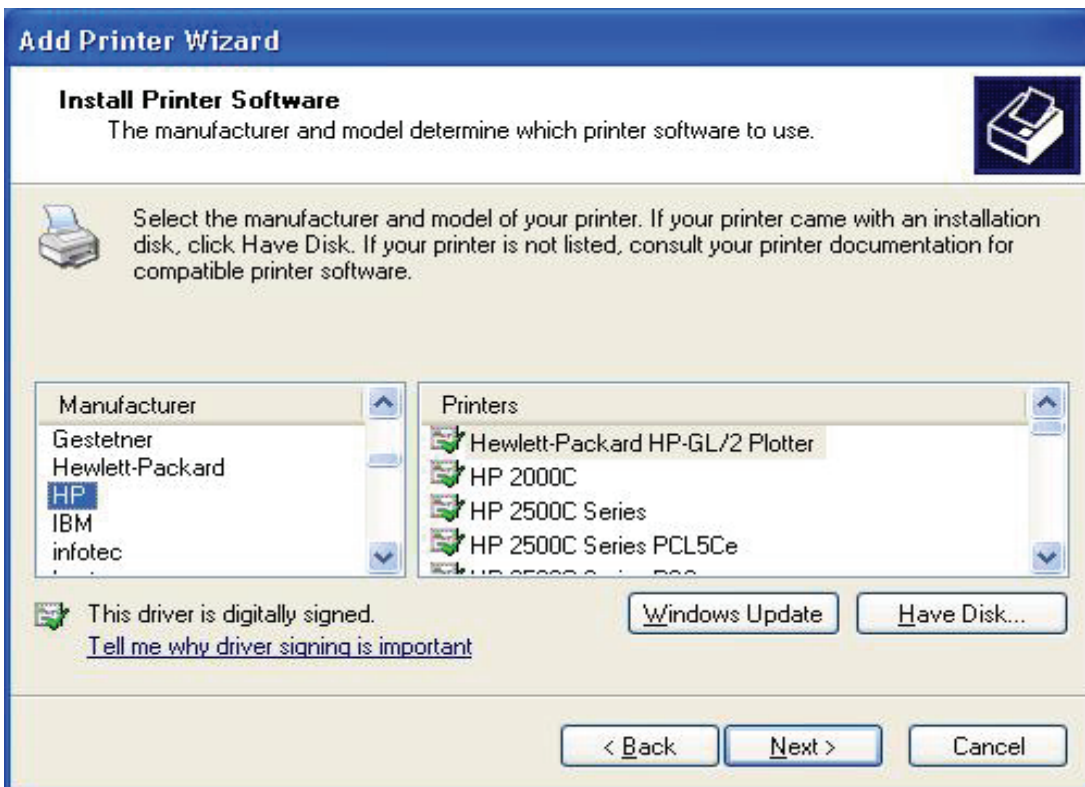 Add Printer Wizard
Install Printer Software
The manufacturer and model determine which printer software to use.
Select the manufacturer and model of your printer. If your printer came with an installation
disk, click Have Disk. If your printer is not listed, consult your printer documentation for
compatible printer software.
Manufacturer
Gestetner
Hewlett-Packard
HP
IBM
infotec
Printers
Hewlett-Packard HP-GL/2 Plotter
HP 2000C
HP 2500C Series
HP 2500C Series PCL5Ce
This driver is digitally signed.
Tell me why driver signing is important
Windows Update
Have Disk...
< Back
Next >
Cancel